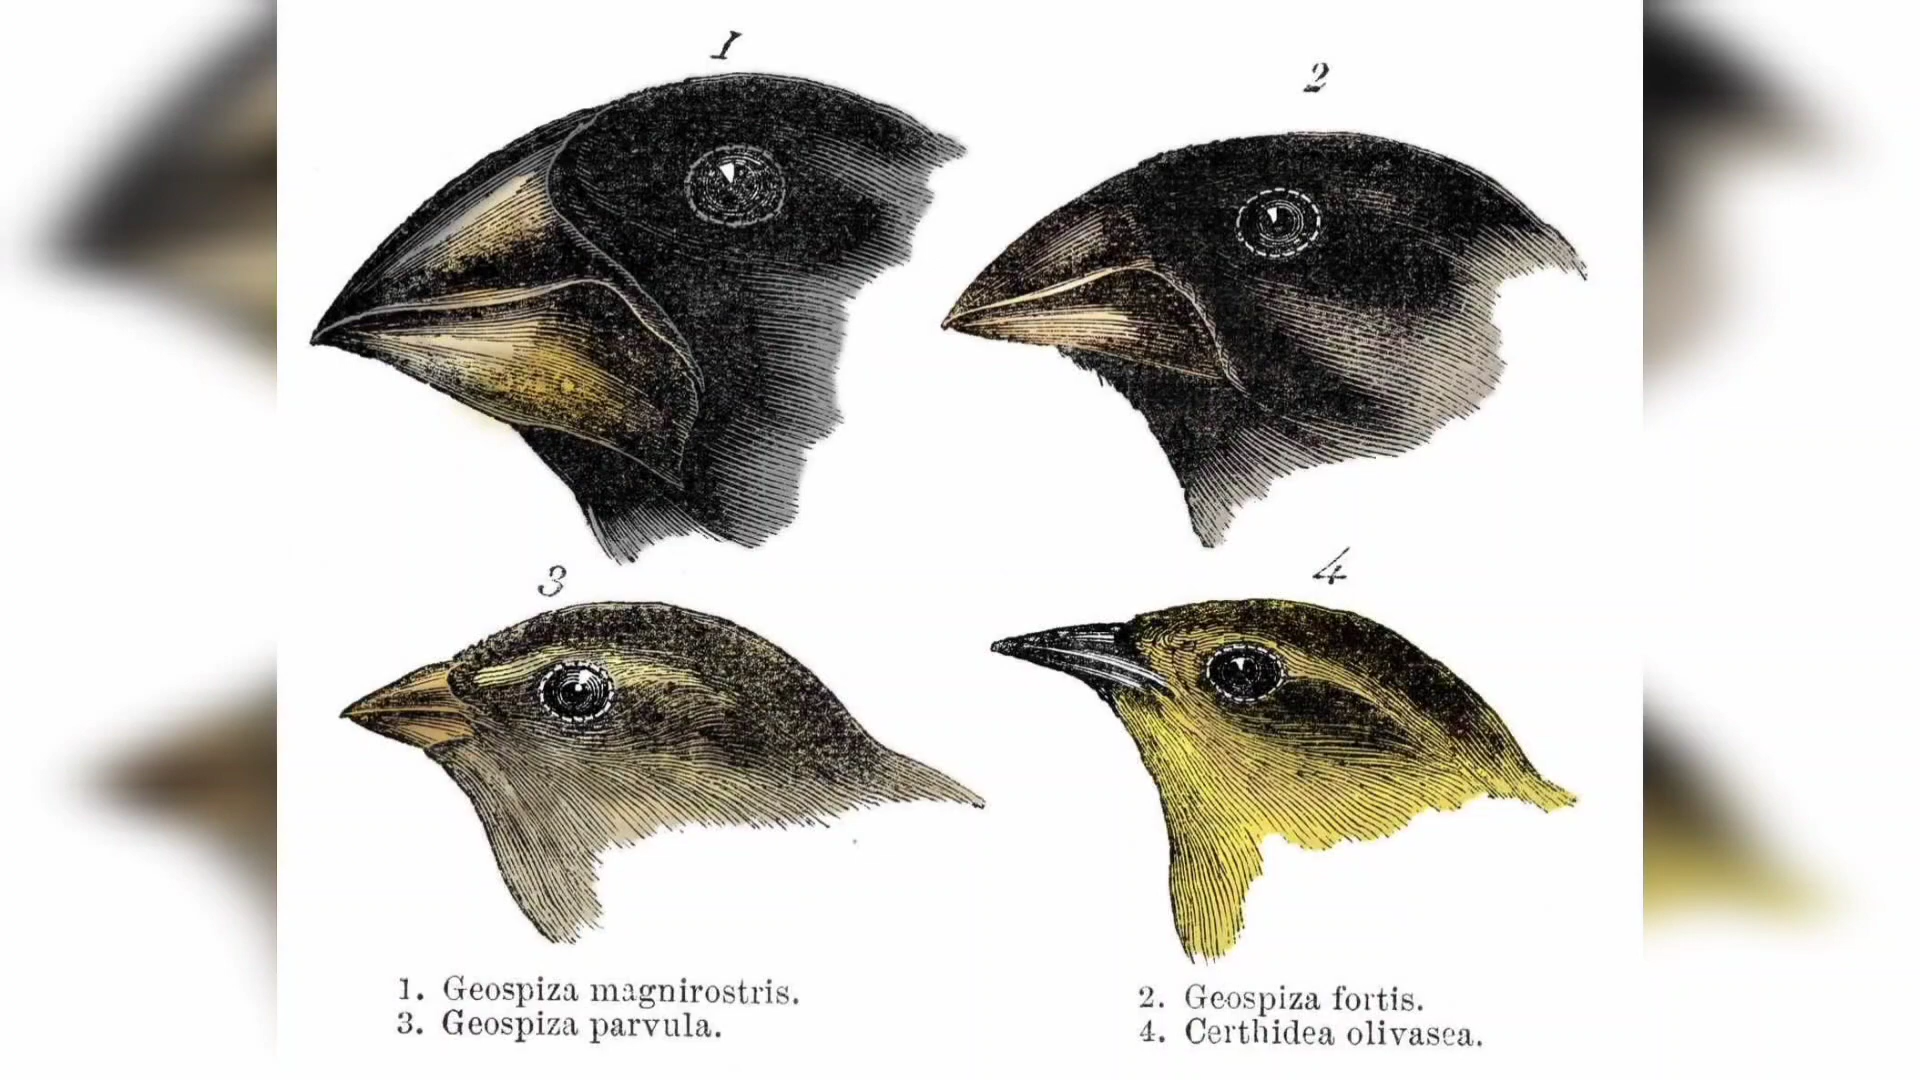 1
2
3
4
1. Geospiza magnirostris.
2. Geospiza fortis.
3. Geospiza parvula.
4. Certhidea olivasea.